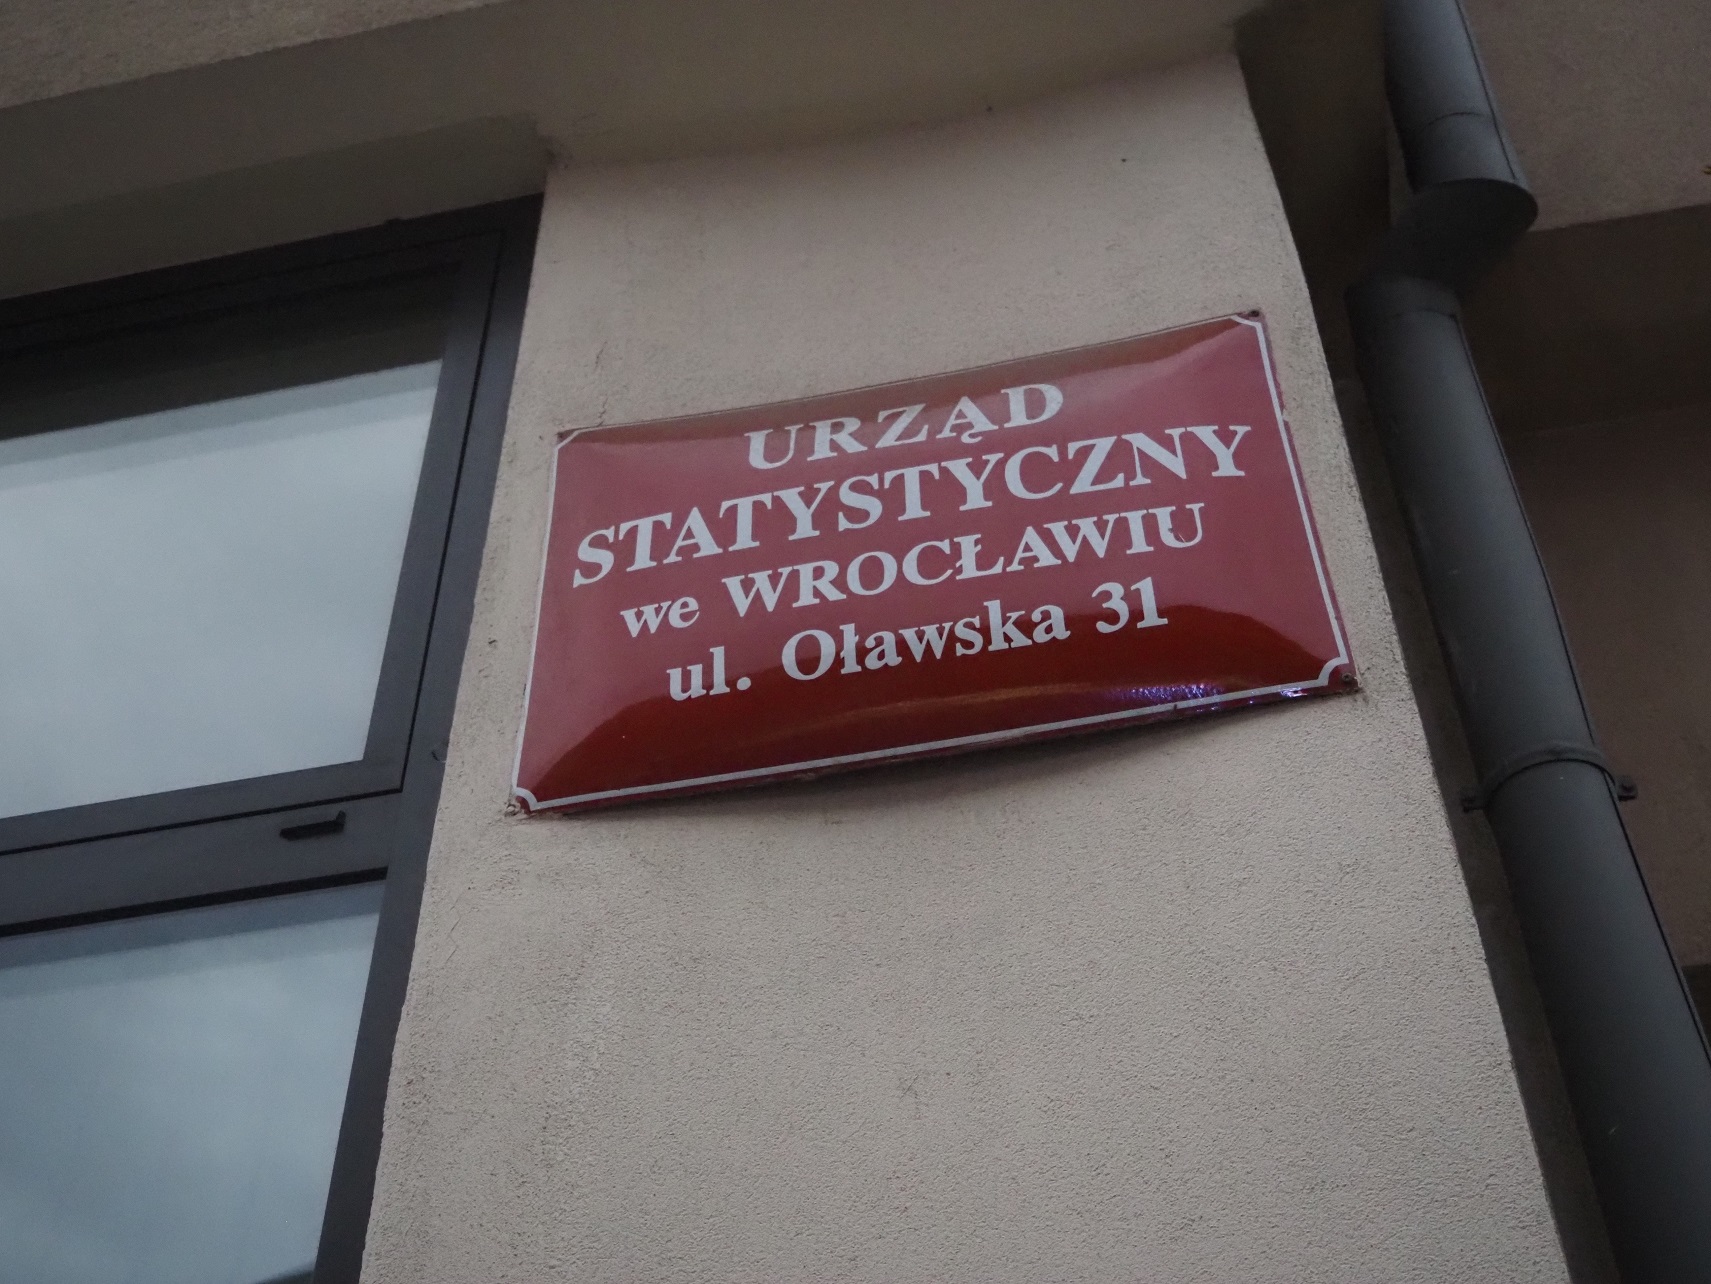 URZĄD
STATYSTYCZNY
we WROCŁAWIU
ul. Oławska 31